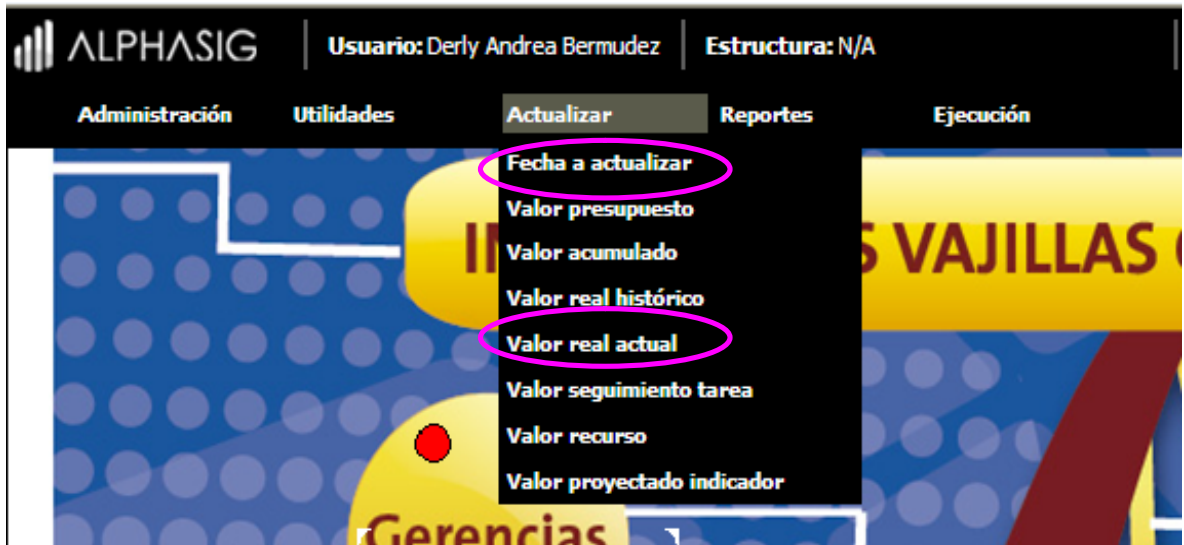 ALPHASIG Usuario: Derly Andrea Bermudez Estructura: N/A
Administración Utilidades Actualizar Reportes Ejecución
Fecha a actualizar
Valor presupuesto
Valor acumulado
Valor real histórico
Valor real actual
Valor seguimiento tarea
Valor recurso
Valor proyectado indicador
VAJILLAS
Gerencias